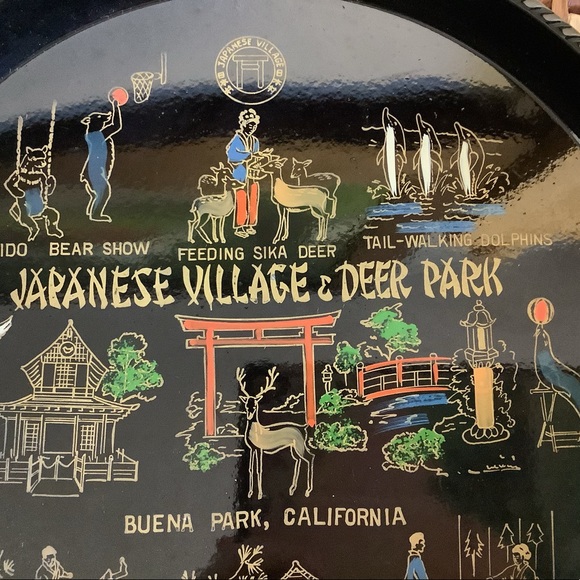 JAPANESE VILLAGE
IDO BEAR SHOW
FEEDING SIKA DEER
TAIL-WALKING DOLPHINS
JAPANESE VILLAGE & DEER PARK
BUENA PARK, CALIFORNIA